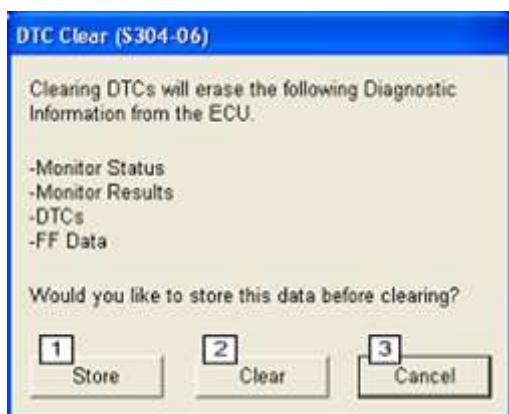 DTC Clear (S304-06)
Clearing DTCs will erase the following Diagnostic
Information from the ECU.
-Monitor Status
-Monitor Results
-DTCs
-FF Data
Would you like to store this data before clearing?
1 2 3
Store Clear Cancel